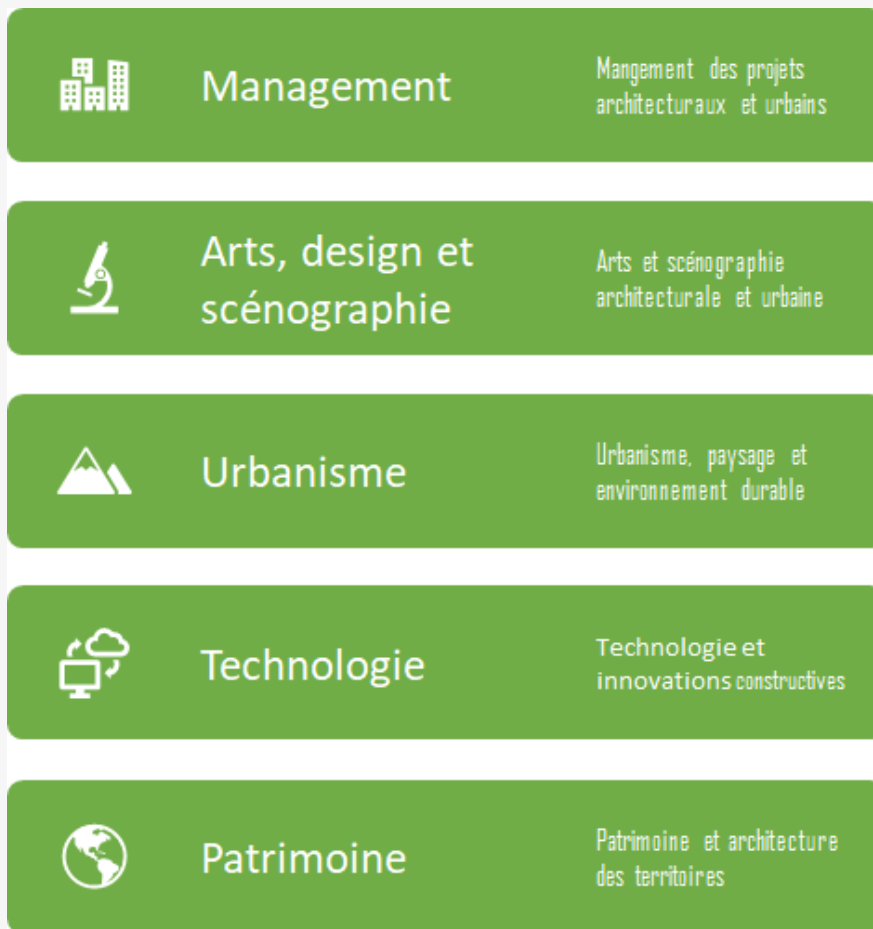 Management
Mangement des projets
architecturaux et urbains
Arts, design et
scénographie
Arts et scénographie
architecturale et urbaine
Urbanisme
Urbanisme, paysage et
environnement durable
Technologie
Technologie et
innovations constructives
Patrimoine
Patrimoine et architecture
des territoires